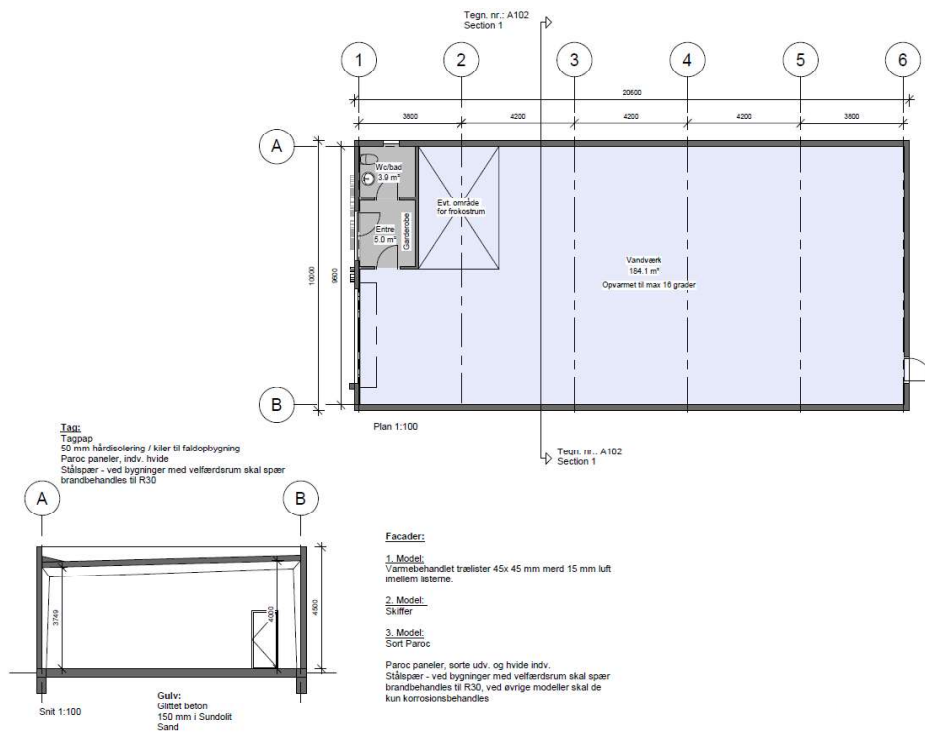 Tegn. nr.: A102
Section 1
1
2
3
4
5
6
20600
3800
4200
4200
4200
3800
A
B
10000
9600
Wc/bad
3.9 m²
Entre
5.0 m²
Garderobe
Evt. område
for frokostrum
Vandværk
184.1 m²
Opvarmet til max 16 grader
Plan 1:100
Tegn. nr.: A102
Section 1
Tag:
Tagpap
50 mm hårdisolering / kiler til faldopbygning
Paroc paneler, indv. hvide
Stålspær - ved bygninger med velfærdsrum skal spær
brandbehandles til R30
A
B
3749
4000
4500
Snit 1:100
Gulv:
Glittet beton
150 mm i Sundolit
Sand
Facader:
1. Model:
Varmebehandlet trælister 45x 45 mm merd 15 mm luft
imellem listerne.
2. Model:
Skiffer
3. Model:
Sort Paroc
Paroc paneler, sorte udv. og hvide indv.
Stålspær - ved bygninger med velfærdsrum skal spær
brandbehandles til R30, ved øvrige modeller skal de
kun korrosionsbehandles